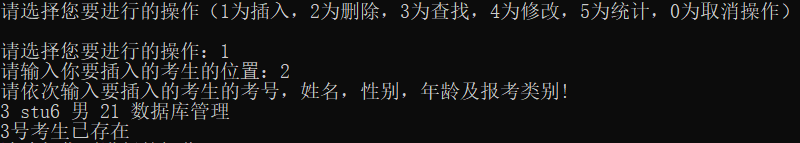 请选择您要进行的操作（1为插入，2为删除，3为查找，4为修改，5为统计，0为取消操作）
请选择您要进行的操作：1
请输入你要插入的考生的位置：2
请依次输入要插入的考生的考号，姓名，性别，年龄及报考类别!
3 stu6 男 21 数据库管理
3号考生已存在